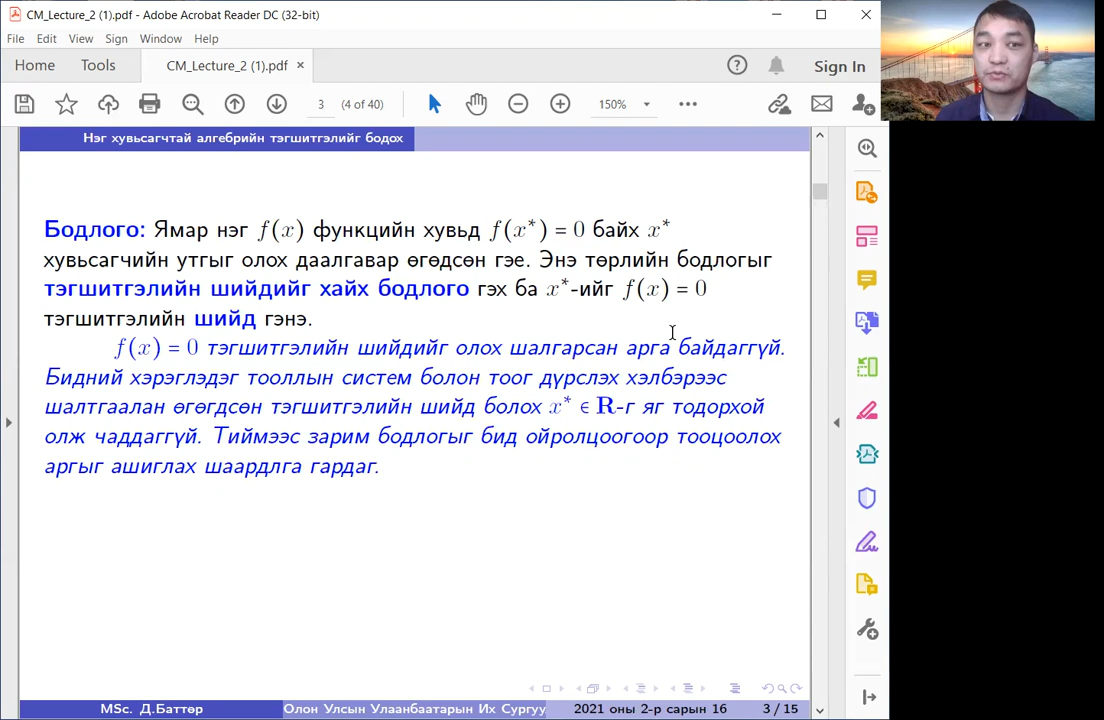 CM_Lecture_2 (1).pdf - Adobe Acrobat Reader DC (32-bit)
File Edit View Sign Window Help
Home Tools CM_Lecture_2 (1).pdf × Sign In
3 (4 of 40) 150%
Нэг хувьсагчтай алгебрийн тэгшитгэлийг бодох
Бодлого: Ямар нэг f(x) функцийн хувьд f(x*) = 0 байх x*
хувьсагчийн утгыг олох даалгавар өгөдсөн гэе. Энэ төрлийн бодлогыг
тэгшитгэлийн шийдийг хайх бодлого гэх ба x*-ийг f(x) = 0
тэгшитгэлийн шийд гэнэ.
f(x) = 0 тэгшитгэлийн шийдийг олох шалгарсан арга байдаггүй.
Бидний хэрэглэдэг тооллын систем болон тоог дүрслэх хэлбэрээс
шалтгаалан өгөгдсөн тэгшитгэлийн шийд болох x* ∈ R-г яг тодорхой
олж чаддаггүй. Тиймээс зарим бодлогыг бид ойролцоогоор тооцоолох
аргыг ашиглах шаардлга гардаг.
MSc. Д.Баттөр Олон Улсын Улаанбаатарын Их Сургуу 2021 оны 2-р сарын 16 3 / 15